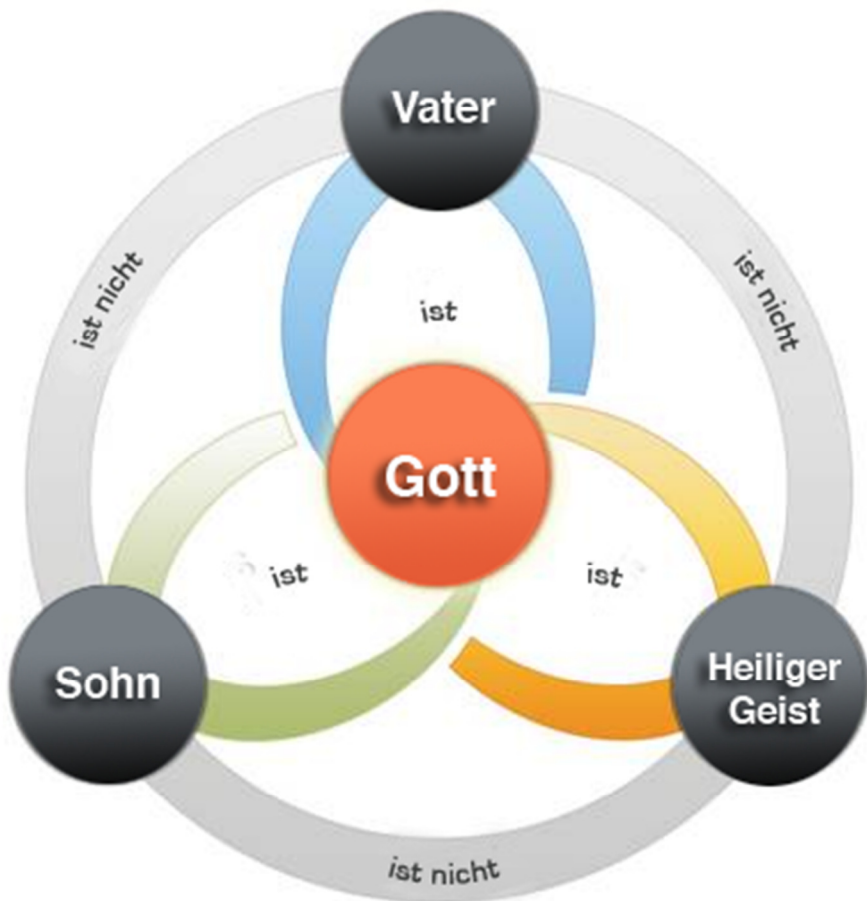 Vater
ist nicht
ist nicht
ist
Gott
ist
ist
Sohn
Heiliger
Geist
ist nicht